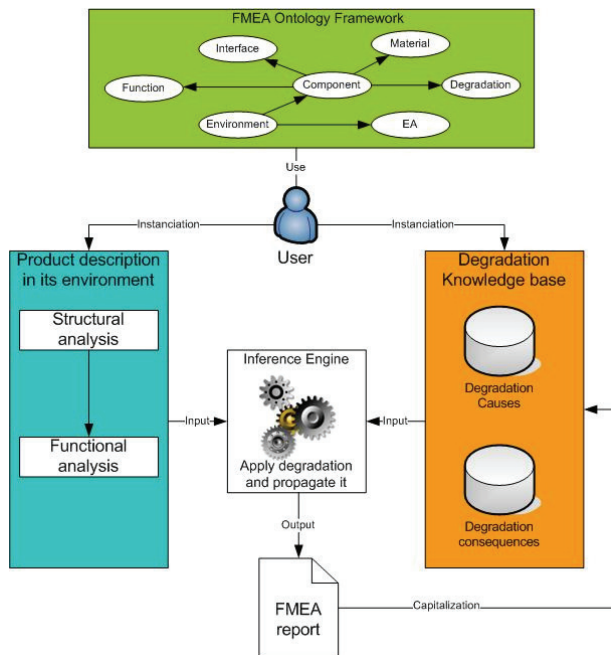 FMEA Ontology Framework
Interface
Material
Function
Component
Degradation
Environment
EA
Use
Instanciation
Instanciation
User
Product description
in its environment
Structural
analysis
Functional
analysis
Degradation
Knowledge base
Degradation
Causes
Degradation
consequences
Inference Engine
Apply degradation
and propagate it
Input
Input
Output
FMEA
report
Capitalization